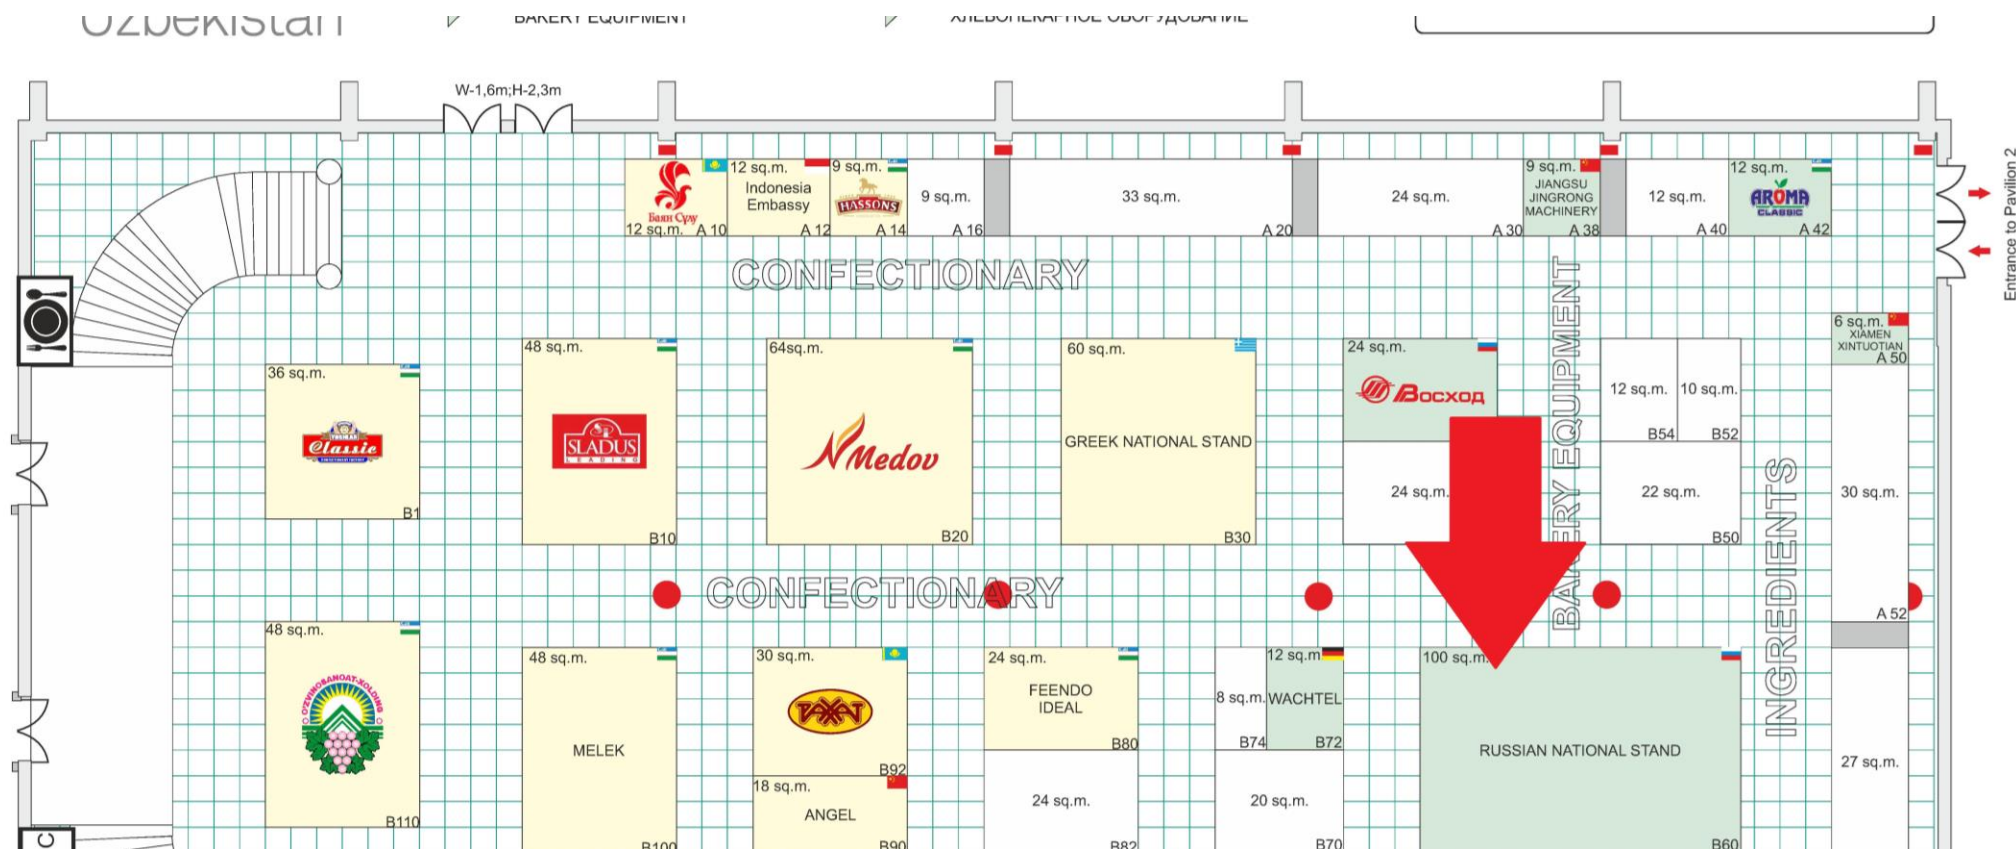 Uzbekistan
BAKERY EQUIPMENT
ХЛЕБОПЕКАРНОЕ ОБОРУДОВАНИЕ
W-1,6m;H-2,3m
Баян Сұлу
12 sq.m. A 10
12 sq.m.
Indonesia
Embassy
A 12
9 sq.m.
HASSONS
A 14
9 sq.m.
A 16
33 sq.m.
A 20
24 sq.m.
A 30
9 sq.m.
JIANGSU
JINGRONG
MACHINERY
A 38
12 sq.m.
A 40
12 sq.m.
AROMA
CLASSIC
A 42
Entrance to Pavilion 2
CONFECTIONARY
BAKERY EQUIPMENT
6 sq.m.
XIAMEN
XINTUOTIAN
A 50
36 sq.m.
Classic
B1
48 sq.m.
SLADUS
LEADING
B10
64sq.m.
Medov
B20
60 sq.m.
GREEK NATIONAL STAND
B30
24 sq.m.
Восход
24 sq.m.
12 sq.m.
B54
10 sq.m.
B52
22 sq.m.
B50
INGREDIENTS
30 sq.m.
A 52
CONFECTIONARY
48 sq.m.
O'ZVINOSANOAT-XOLDING
B110
48 sq.m.
MELEK
B100
30 sq.m.
РАХАТ
B92
18 sq.m.
ANGEL
B90
24 sq.m.
FEENDO
IDEAL
B80
24 sq.m.
B82
8 sq.m.
B74
12 sq.m
WACHTEL
B72
20 sq.m.
B70
100 sq.m.
RUSSIAN NATIONAL STAND
B60
27 sq.m.
C